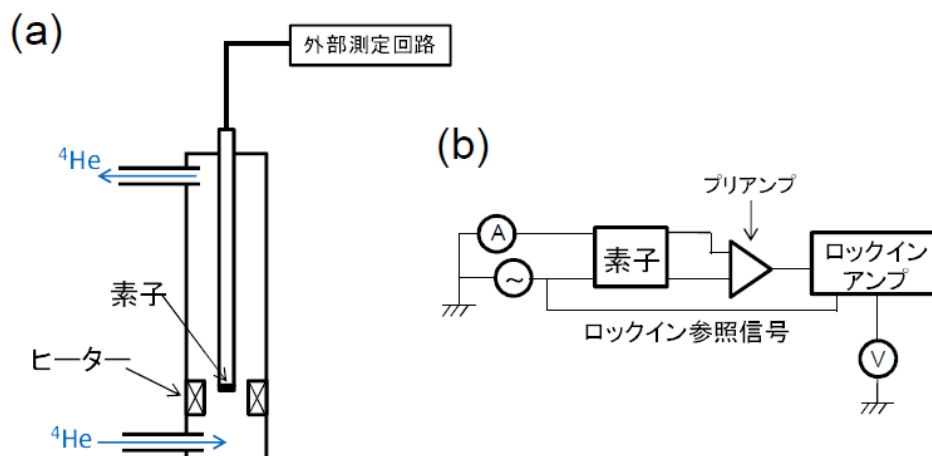 (a)
外部測定回路
⁴He
素子
ヒーター
⁴He
(b)
プリアンプ
A
~
素子
ロックイン
アンプ
ロックイン参照信号
V